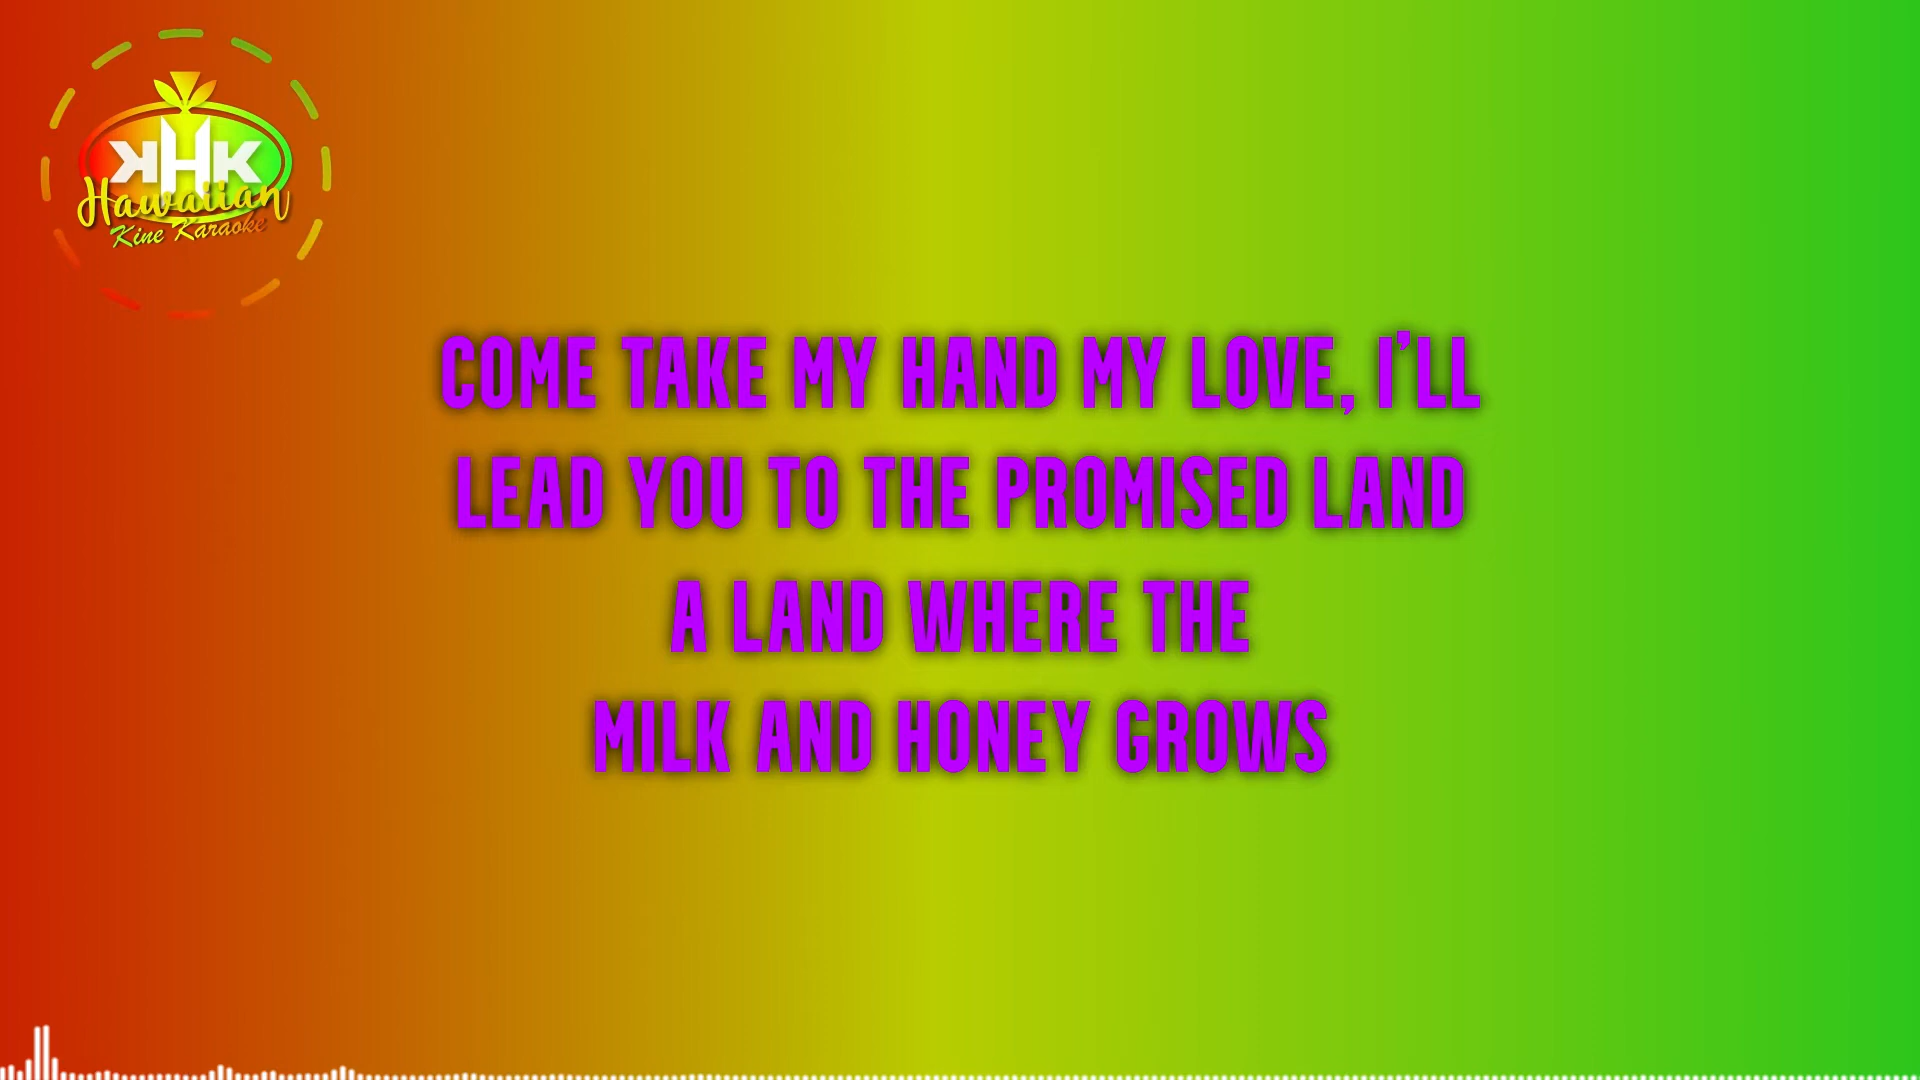 KHK
Hawaiian
Kine Karaoke
COME TAKE MY HAND MY LOVE, I'LL
LEAD YOU TO THE PROMISED LAND
A LAND WHERE THE
MILK AND HONEY GROWS